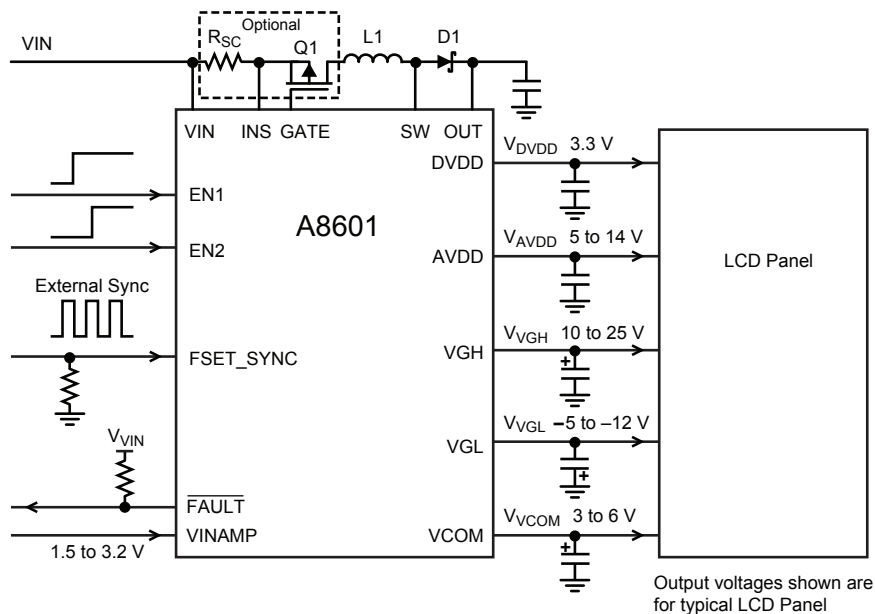 Optional
VIN
RSC
Q1
L1
D1
VIN INS GATE SW OUT
DVDD
VDVDD 3.3 V
EN1
A8601
EN2
AVDD
VAVDD 5 to 14 V
LCD Panel
External Sync
FSET_SYNC
VGH
VVGH 10 to 25 V
+
VVIN
VGL
VVGL –5 to –12 V
+
FAULT
VINAMP
1.5 to 3.2 V
VCOM
VVCOM 3 to 6 V
+
Output voltages shown are
for typical LCD Panel